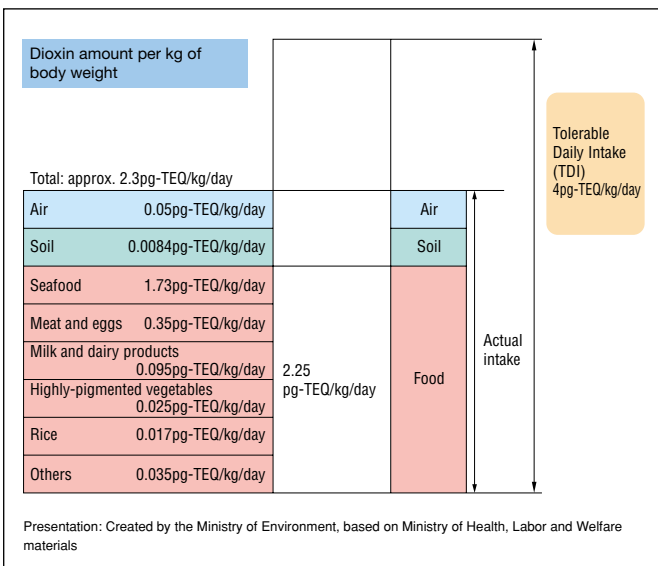 Dioxin amount per kg of
body weight
Tolerable
Daily Intake
(TDI)
4pg-TEQ/kg/day
Total: approx. 2.3pg-TEQ/kg/day
Air 0.05pg-TEQ/kg/day
Air
Soil 0.0084pg-TEQ/kg/day
Soil
Seafood 1.73pg-TEQ/kg/day
Meat and eggs 0.35pg-TEQ/kg/day
Milk and dairy products
0.095pg-TEQ/kg/day
Highly-pigmented vegetables
0.025pg-TEQ/kg/day
Rice 0.017pg-TEQ/kg/day
Others 0.035pg-TEQ/kg/day
2.25
pg-TEQ/kg/day
Food
Actual
intake
Presentation: Created by the Ministry of Environment, based on Ministry of Health, Labor and Welfare
materials